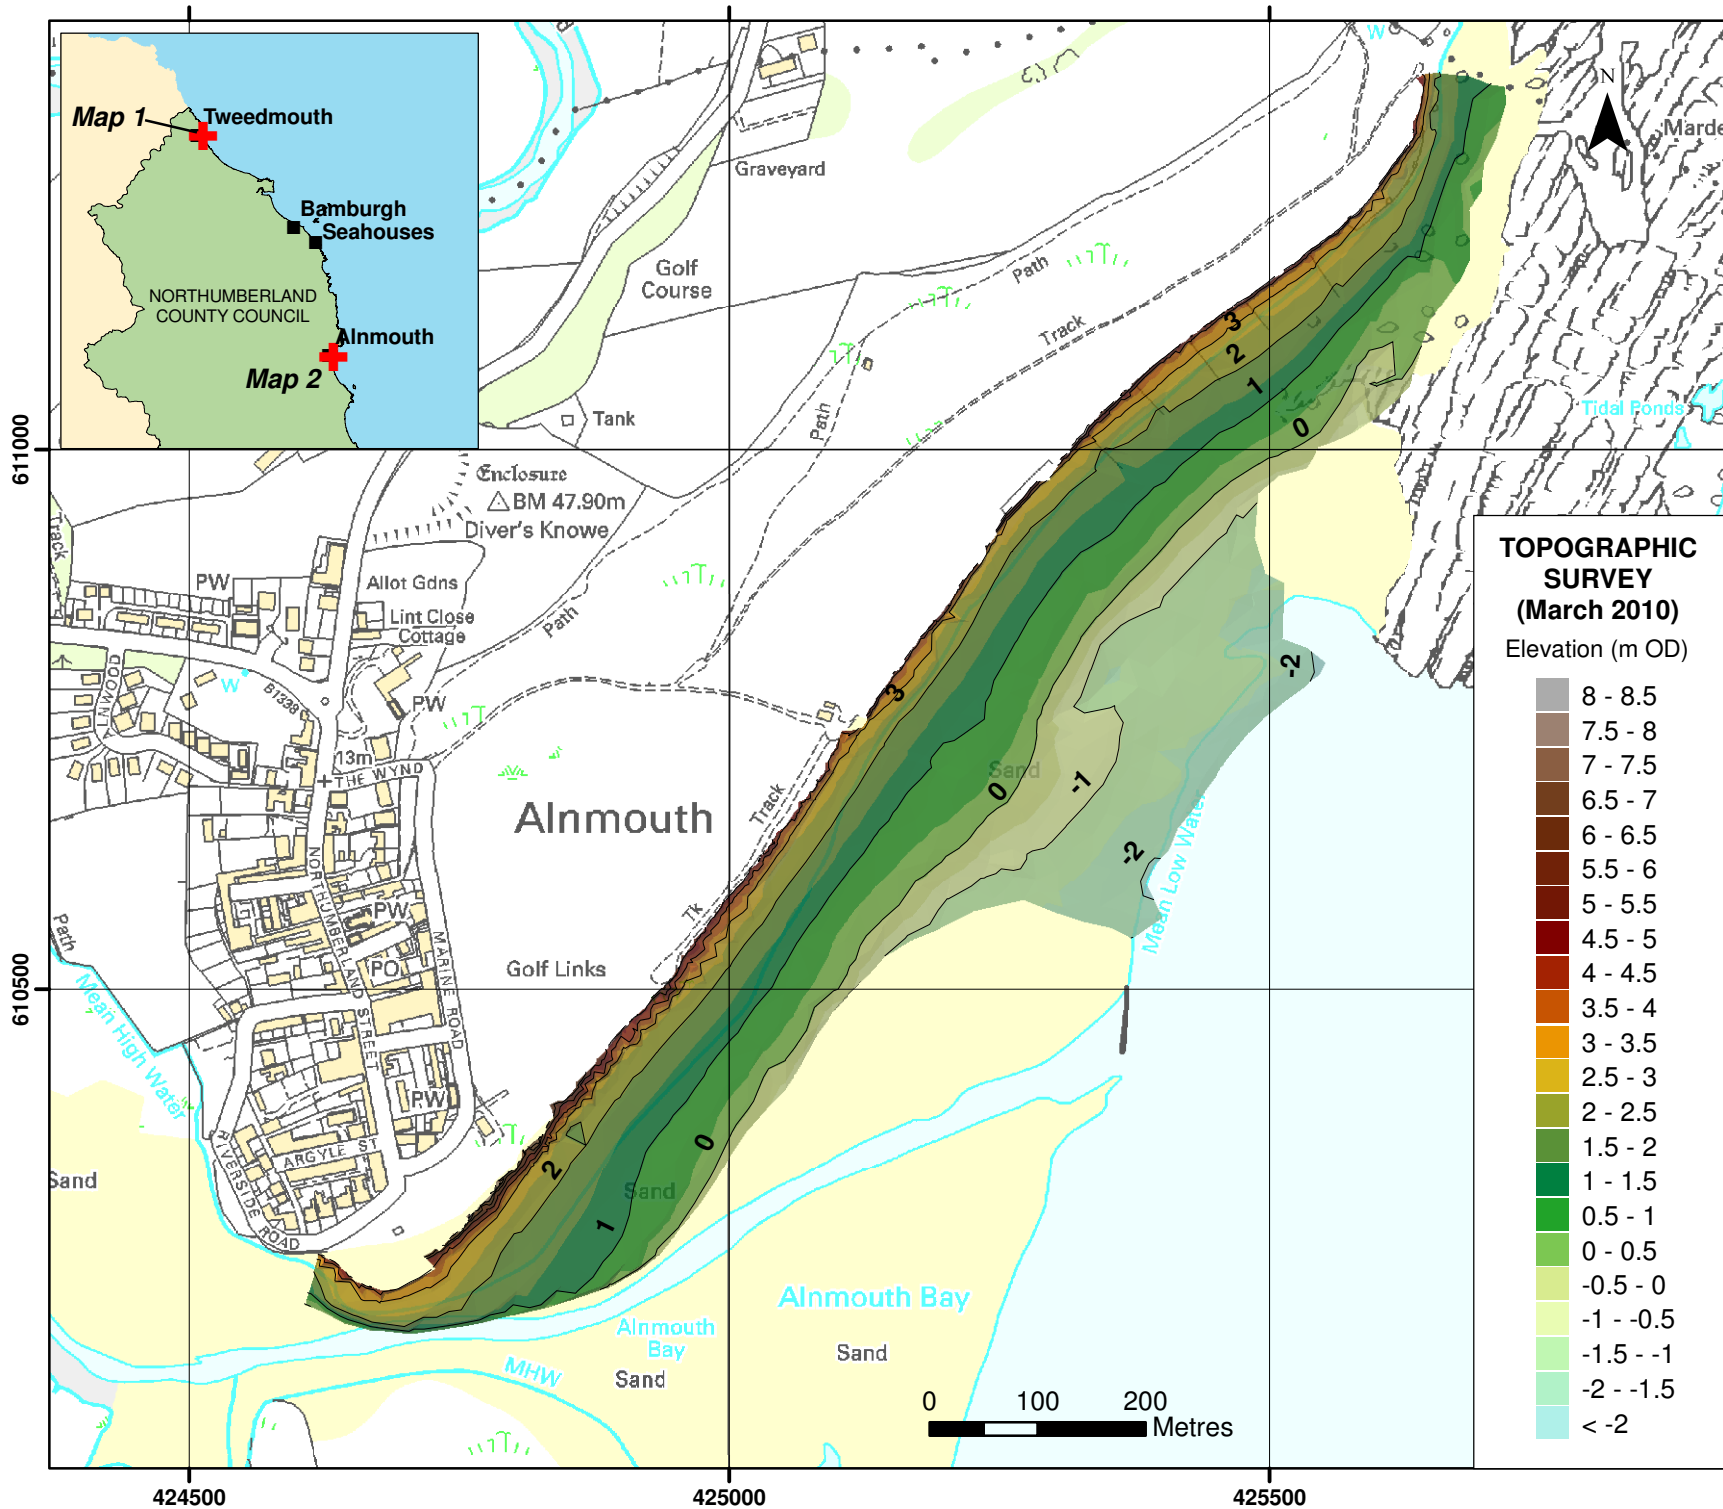 Map 1
Tweedmouth
Bamburgh
Seahouses
NORTHUMBERLAND
COUNTY COUNCIL
Alnmouth
Map 2
W
N
Graveyard
Golf
Course
Path
Track
3
2
1
0
Tank
Path
Tidal Ponds
611000
Enclosure
BM 47.90m
Diver's Knowe
Track
PW
Allot Gdns
Lint Close
Cottage
Path
W
B1338
PW
13m
THE WYND
Alnmouth
Track
3
Sand
0
-1
-2
-2
Mean Low Water
NORTHUMBERLAND STREET
PW
MARINE ROAD
Tk
PO
Golf Links
Path
610500
Mean High Water
PW
ARGYLE ST
RIVERSIDE ROAD
Sand
2
0
Sand
1
Alnmouth Bay
Alnmouth
Bay
Sand
MHW
Sand
0 100 200
Metres
TOPOGRAPHIC
SURVEY
(March 2010)
Elevation (m OD)
8 - 8.5
7.5 - 8
7 - 7.5
6.5 - 7
6 - 6.5
5.5 - 6
5 - 5.5
4.5 - 5
4 - 4.5
3.5 - 4
3 - 3.5
2.5 - 3
2 - 2.5
1.5 - 2
1 - 1.5
0.5 - 1
0 - 0.5
-0.5 - 0
-1 - -0.5
-1.5 - -1
-2 - -1.5
< -2
424500 425000 425500